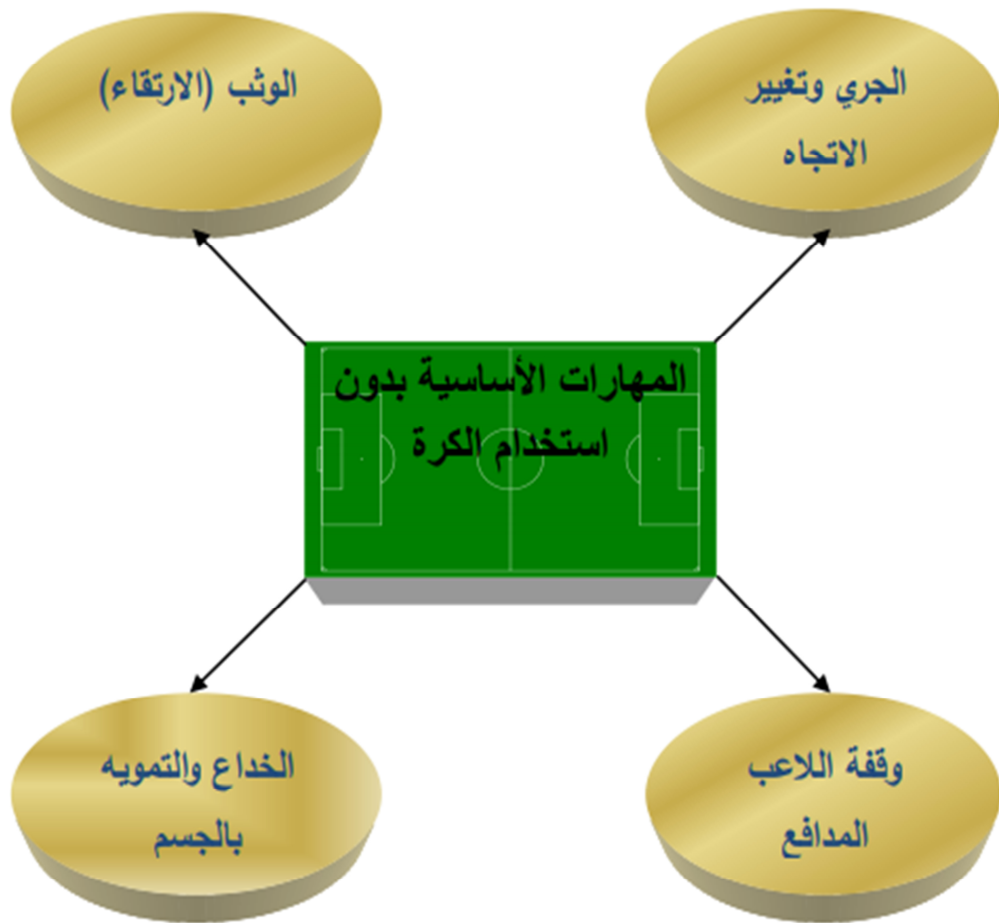 الوثب (الارتقاء)
الجري وتغيير
الاتجاه
المهارات الأساسية بدون
استخدام الكرة
الخداع والتمويه
بالجسم
وقفة اللاعب
المدافع